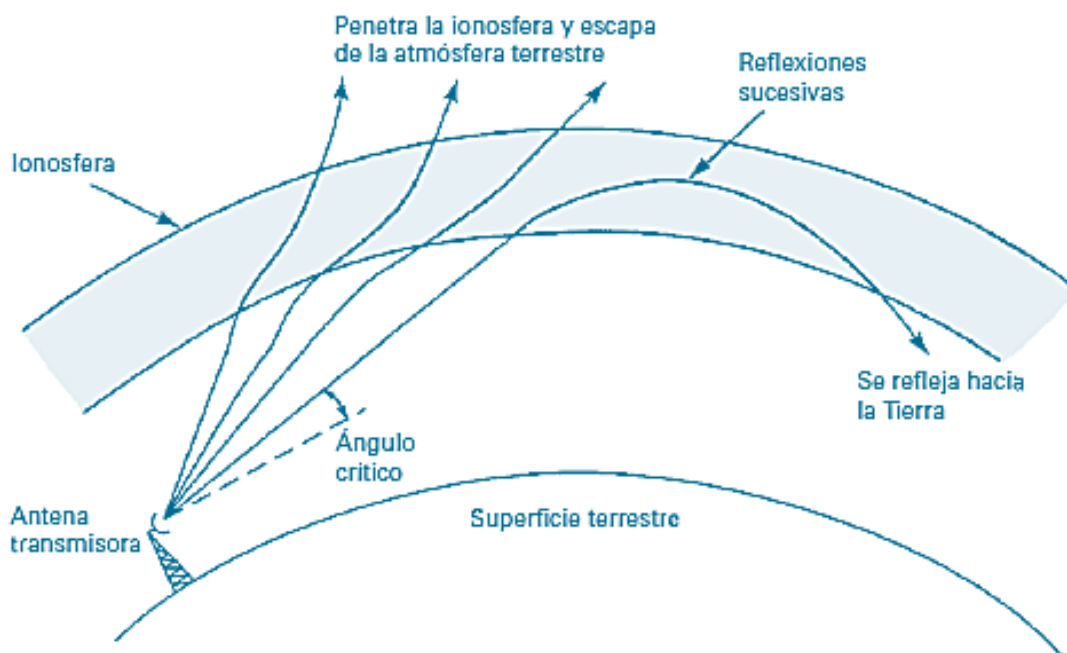 Penetra la ionosfera y escapa
de la atmósfera terrestre
Reflexiones
sucesivas
Ionosfera
Se refleja hacia
la Tierra
Ángulo
critico
Antena
transmisora
Superficie terrestre